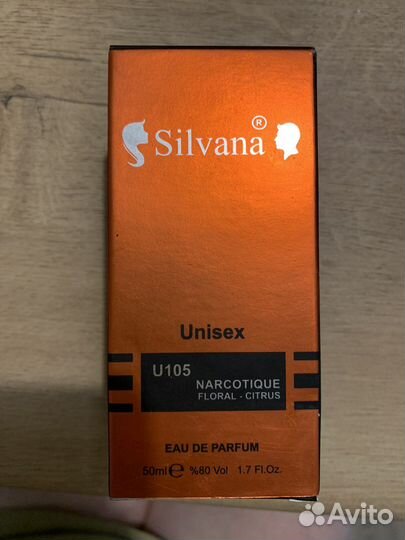 Silvana ®
Unisex
U105
NARCOTIQUE
FLORAL - CITRUS
EAU DE PARFUM
50ml ℮ %80 Vol 1.7 Fl.Oz.
Avito